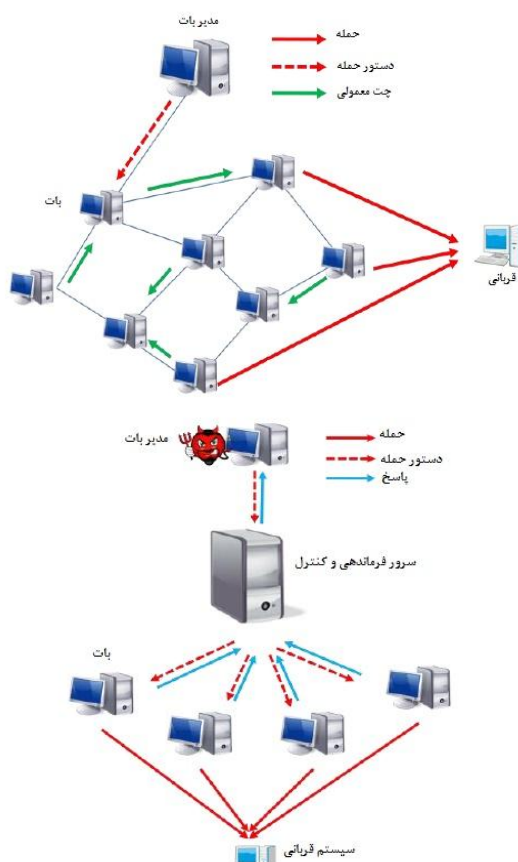 مدیر بات
حمله
دستور حمله
چت معمولی
بات
قربانی
مدیر بات
حمله
دستور حمله
پاسخ
سرور فرماندهی و کنترل
بات
سیستم قربانی